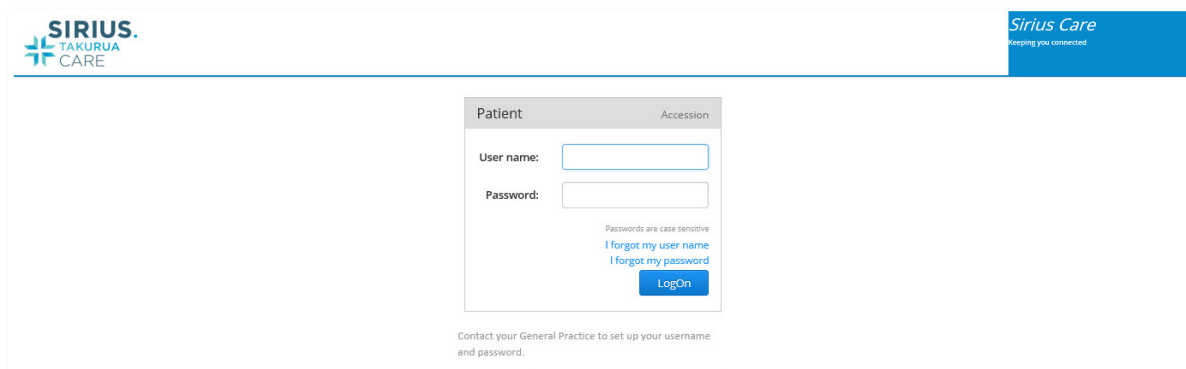 SIRIUS.
TAKURUA
CARE
Sirius Care
Keeping you connected
Patient
Accession
User name:
Password:
Passwords are case sensitive
I forgot my user name
I forgot my password
LogOn
Contact your General Practice to set up your username
and password.